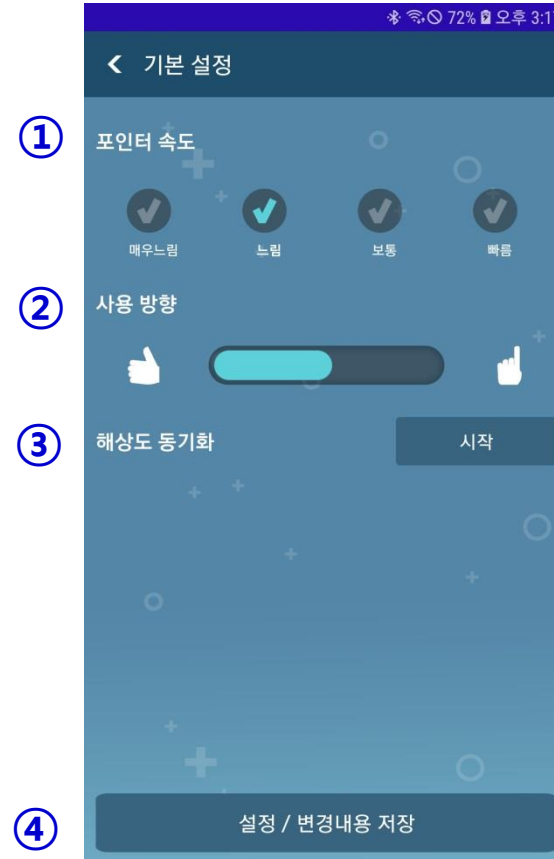 72% 오후 3:1
기본 설정
① 포인터 속도
매우느림 느림 보통 빠름
② 사용 방향
③ 해상도 동기화 시작
④ 설정 / 변경내용 저장